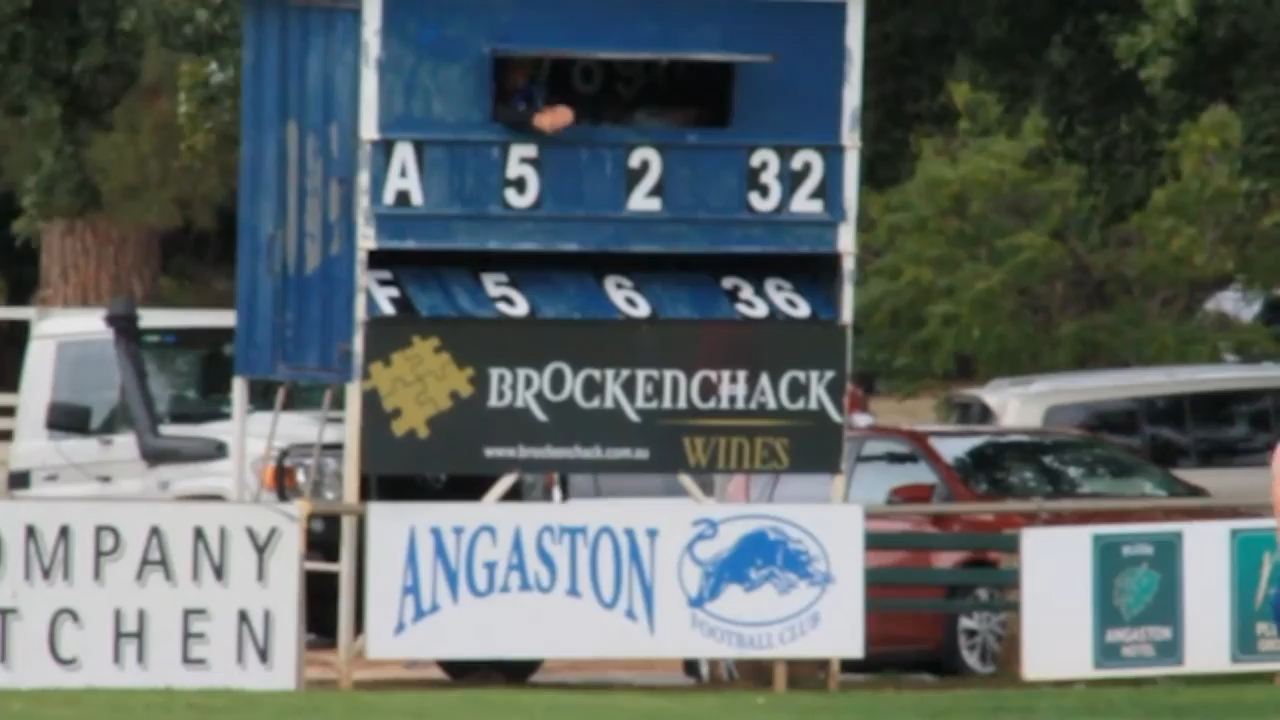 A 5 2 32
F 5 6 36
BROCKENCHACK
www.brockenchack.com.au
WINES
OMPANY
TCHEN
ANGASTON
FOOTBALL CLUB
ANGASTON
HOTEL